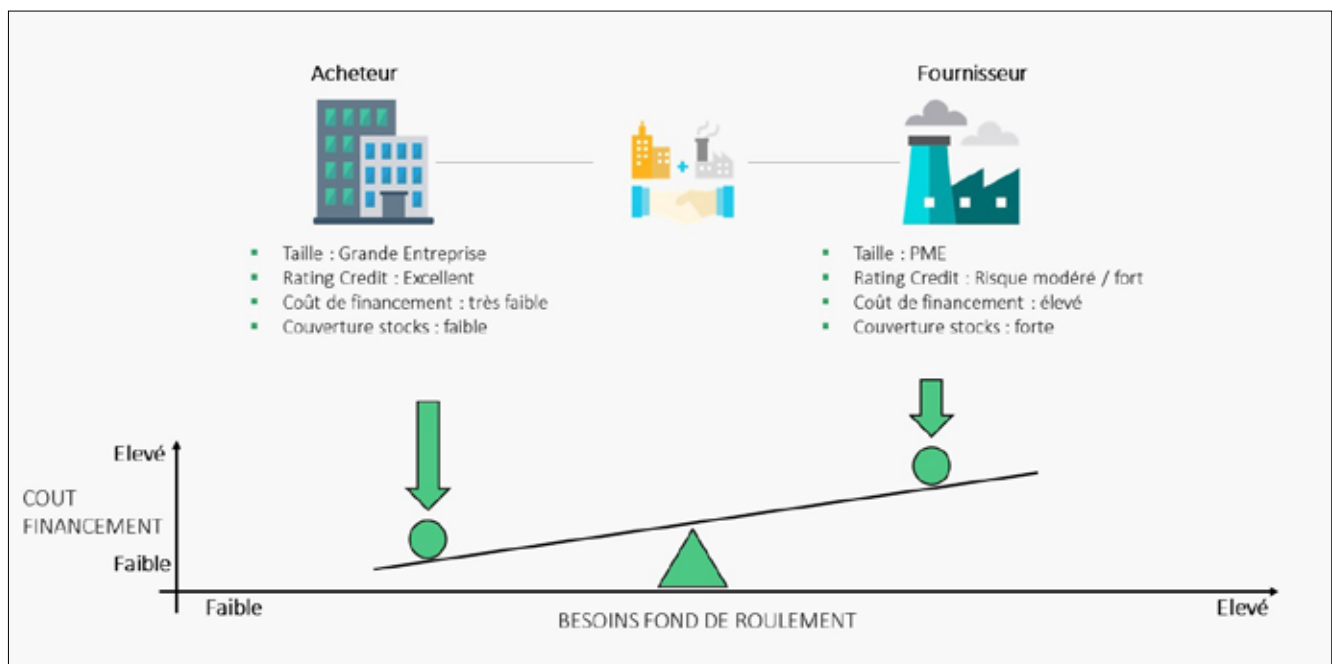 Acheteur
Fournisseur
Taille : Grande Entreprise
Rating Credit : Excellent
Coût de financement : très faible
Couverture stocks : faible
Taille : PME
Rating Credit : Risque modéré / fort
Coût de financement : élevé
Couverture stocks : forte
Elevé
COUT
FINANCEMENT
Faible
Faible
BESOINS FOND DE ROULEMENT
Elevé